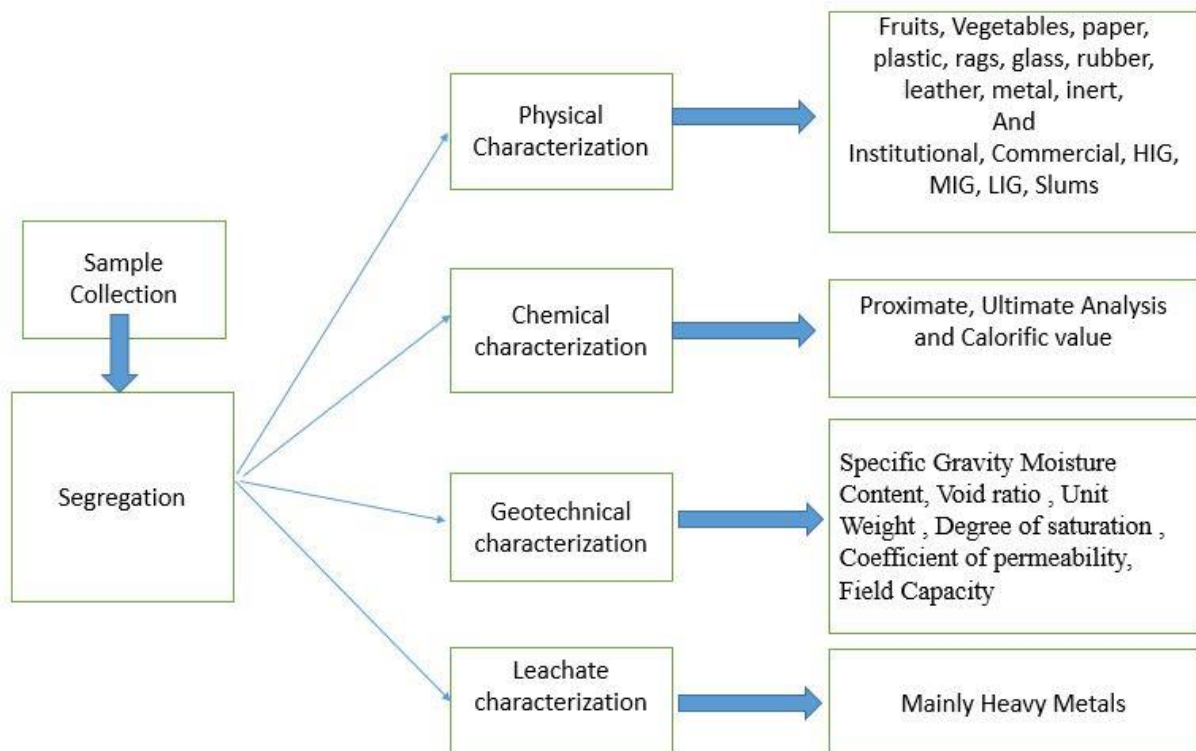 Sample
Collection
Segregation
Physical
Characterization
Fruits, Vegetables, paper,
plastic, rags, glass, rubber,
leather, metal, inert,
And
Institutional, Commercial, HIG,
MIG, LIG, Slums
Chemical
characterization
Proximate, Ultimate Analysis
and Calorific value
Geotechnical
characterization
Specific Gravity Moisture
Content, Void ratio , Unit
Weight , Degree of saturation ,
Coefficient of permeability,
Field Capacity
Leachate
characterization
Mainly Heavy Metals